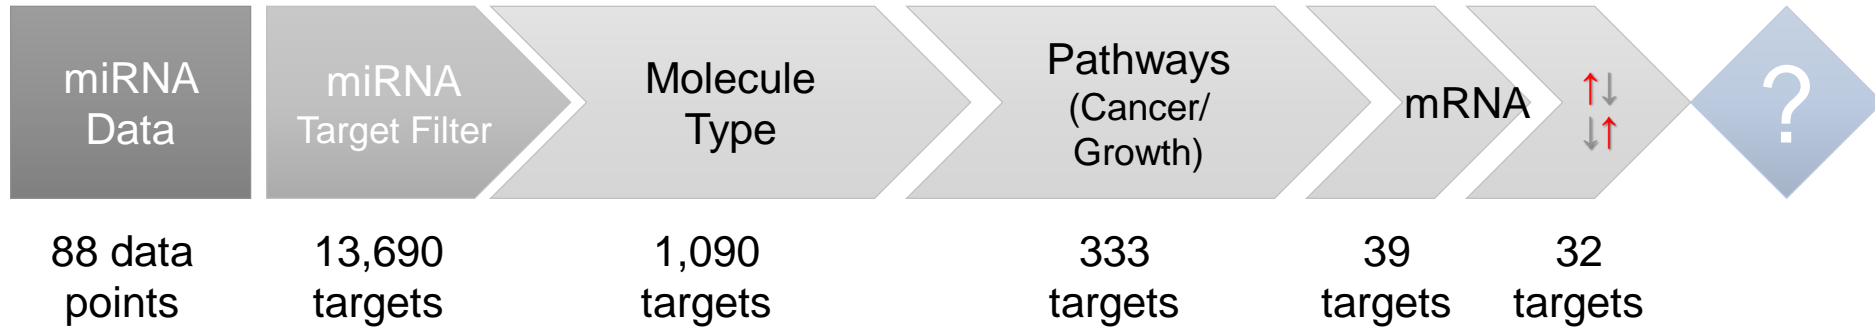 miRNA
Data
miRNA
Target Filter
Molecule
Type
Pathways
(Cancer/
Growth)
mRNA
↑↓
↓↑
?
88 data
points
13,690
targets
1,090
targets
333
targets
39
targets
32
targets